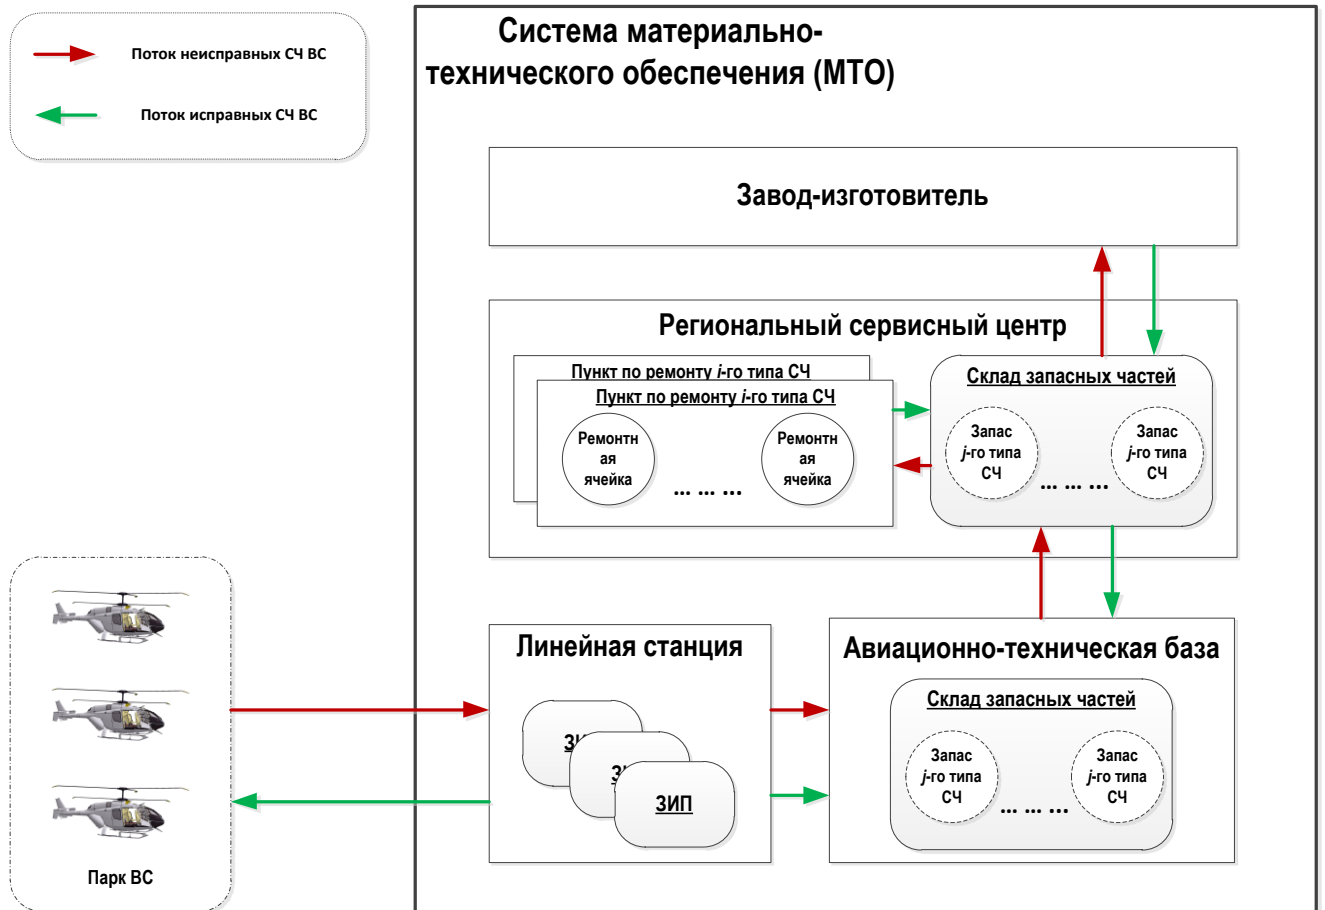 Поток неисправных СЧ ВС
Поток исправных СЧ ВС
Система материально-
технического обеспечения (МТО)
Завод-изготовитель
Региональный сервисный центр
Пункт по ремонту i-го типа СЧ
Пункт по ремонту i-го типа СЧ
Ремонтн
ая
ячейка
... ... ...
Ремонтн
ая
ячейка
Склад запасных частей
Запас
j-го типа
СЧ
... ... ...
Запас
j-го типа
СЧ
Парк ВС
Линейная станция
ЗИП
Авиационно-техническая база
Склад запасных частей
Запас
j-го типа
СЧ
... ... ...
Запас
j-го типа
СЧ